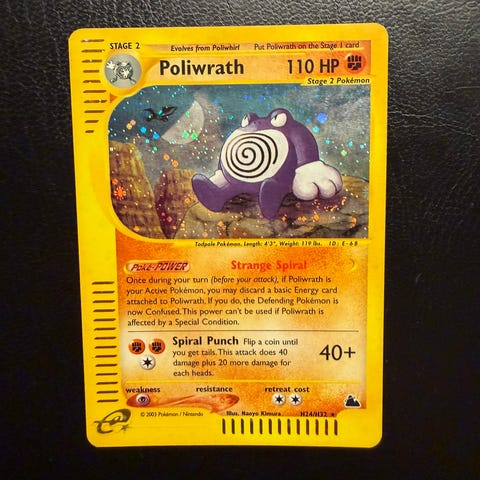 STAGE 2 Evolves from Poliwhirl Put Poliwrath on the Stage 1 card
Poliwrath 110 HP
Stage 2 Pokémon
Tadpole Pokémon, Length: 4'3", Weight: 119 lbs. ID: E-68
POKé-POWER Strange Spiral
Once during your turn (before your attack), if Poliwrath is
your Active Pokémon, you may discard a basic Energy card
attached to Poliwrath. If you do, the Defending Pokémon is
now Confused. This power can't be used if Poliwrath is
affected by a Special Condition.
Spiral Punch Flip a coin until
you get tails. This attack does 40
damage plus 20 more damage for
each heads.
40+
weakness resistance retreat cost
© 2003 Pokémon / Nintendo Illus. Naoyo Kimura H24/H32
e